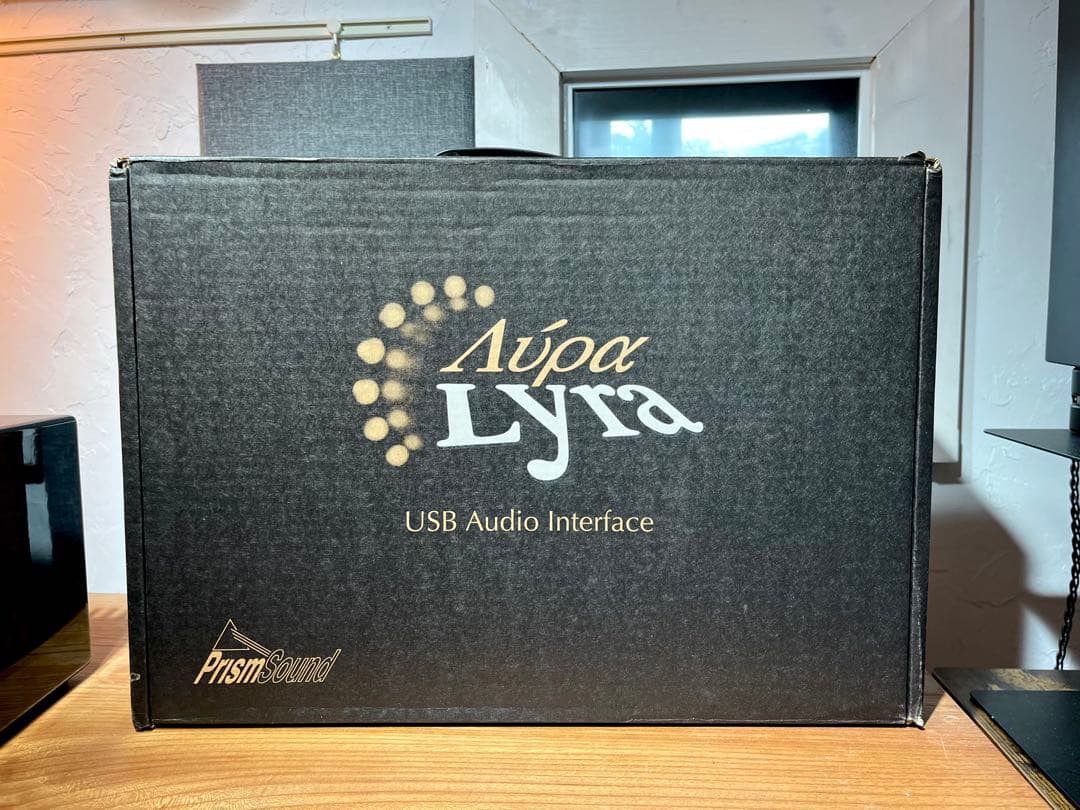 Λύρα
Lyra
USB Audio Interface
PrismSound